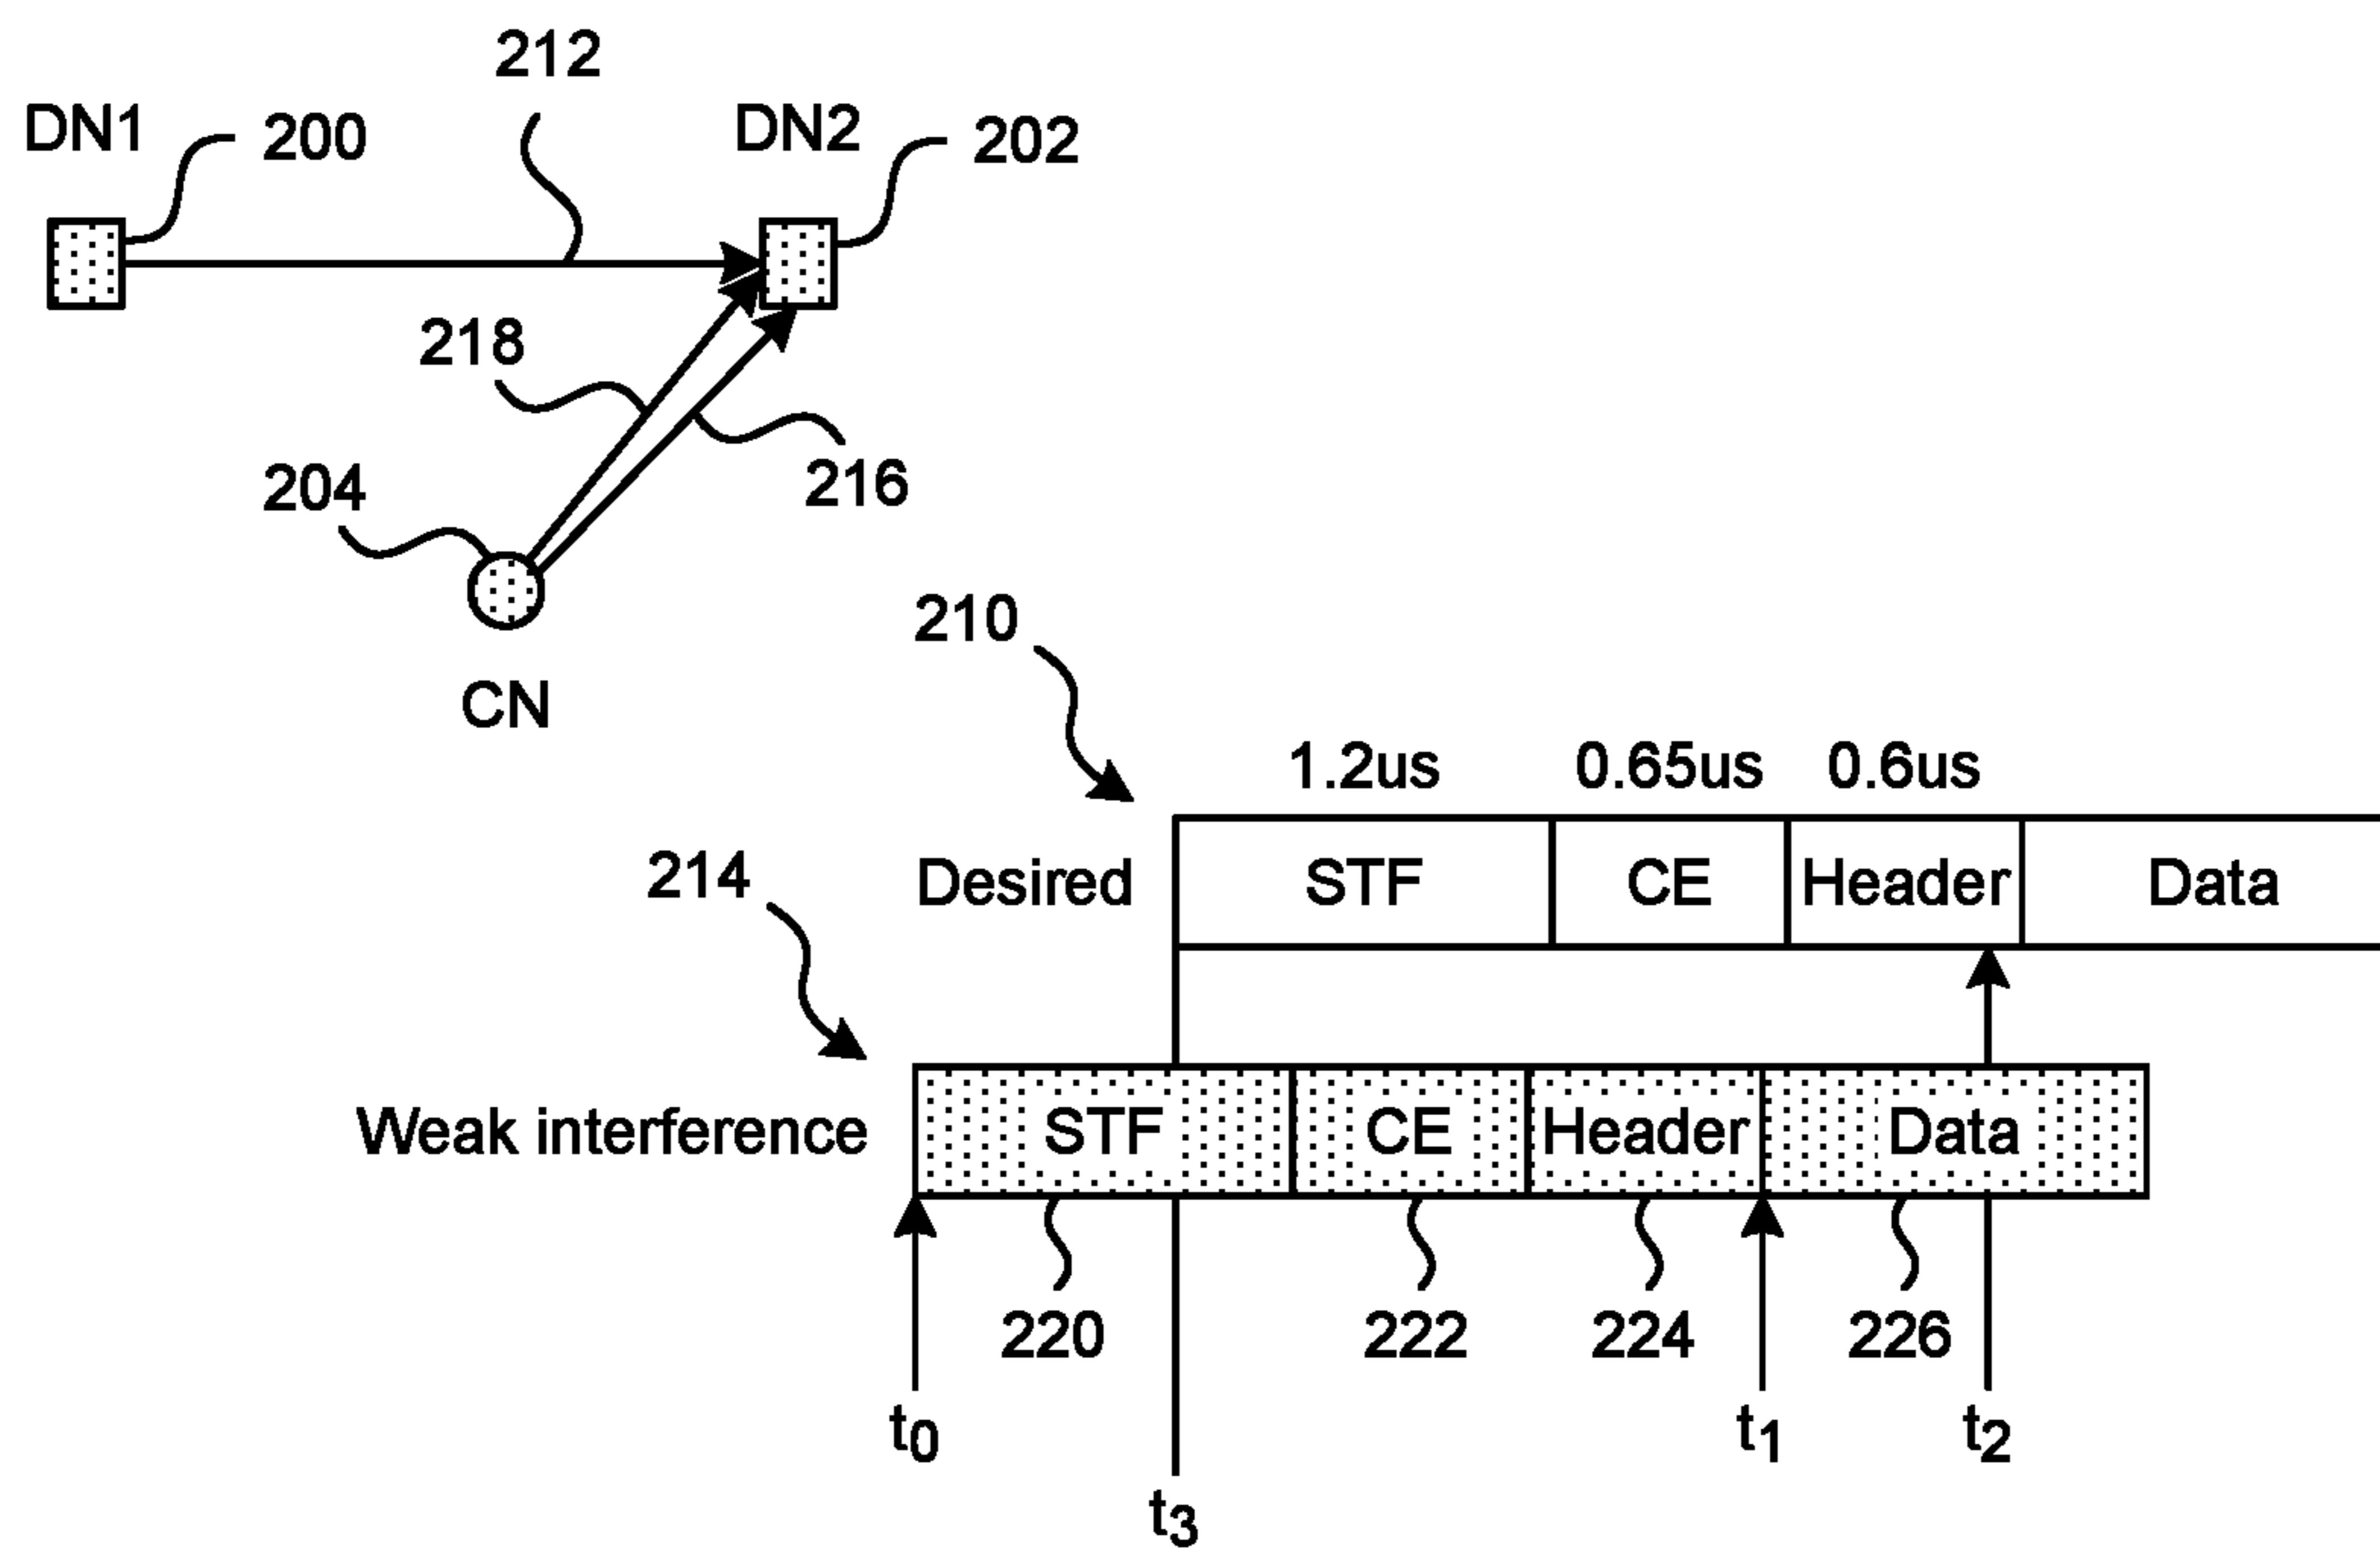 212
DN1
200
DN2
202
218
216
204
CN
210
1.2us 0.65us 0.6us
214
Desired STF CE Header Data
Weak interference STF CE Header Data
220 222 224 226
t0 t1 t2
t3